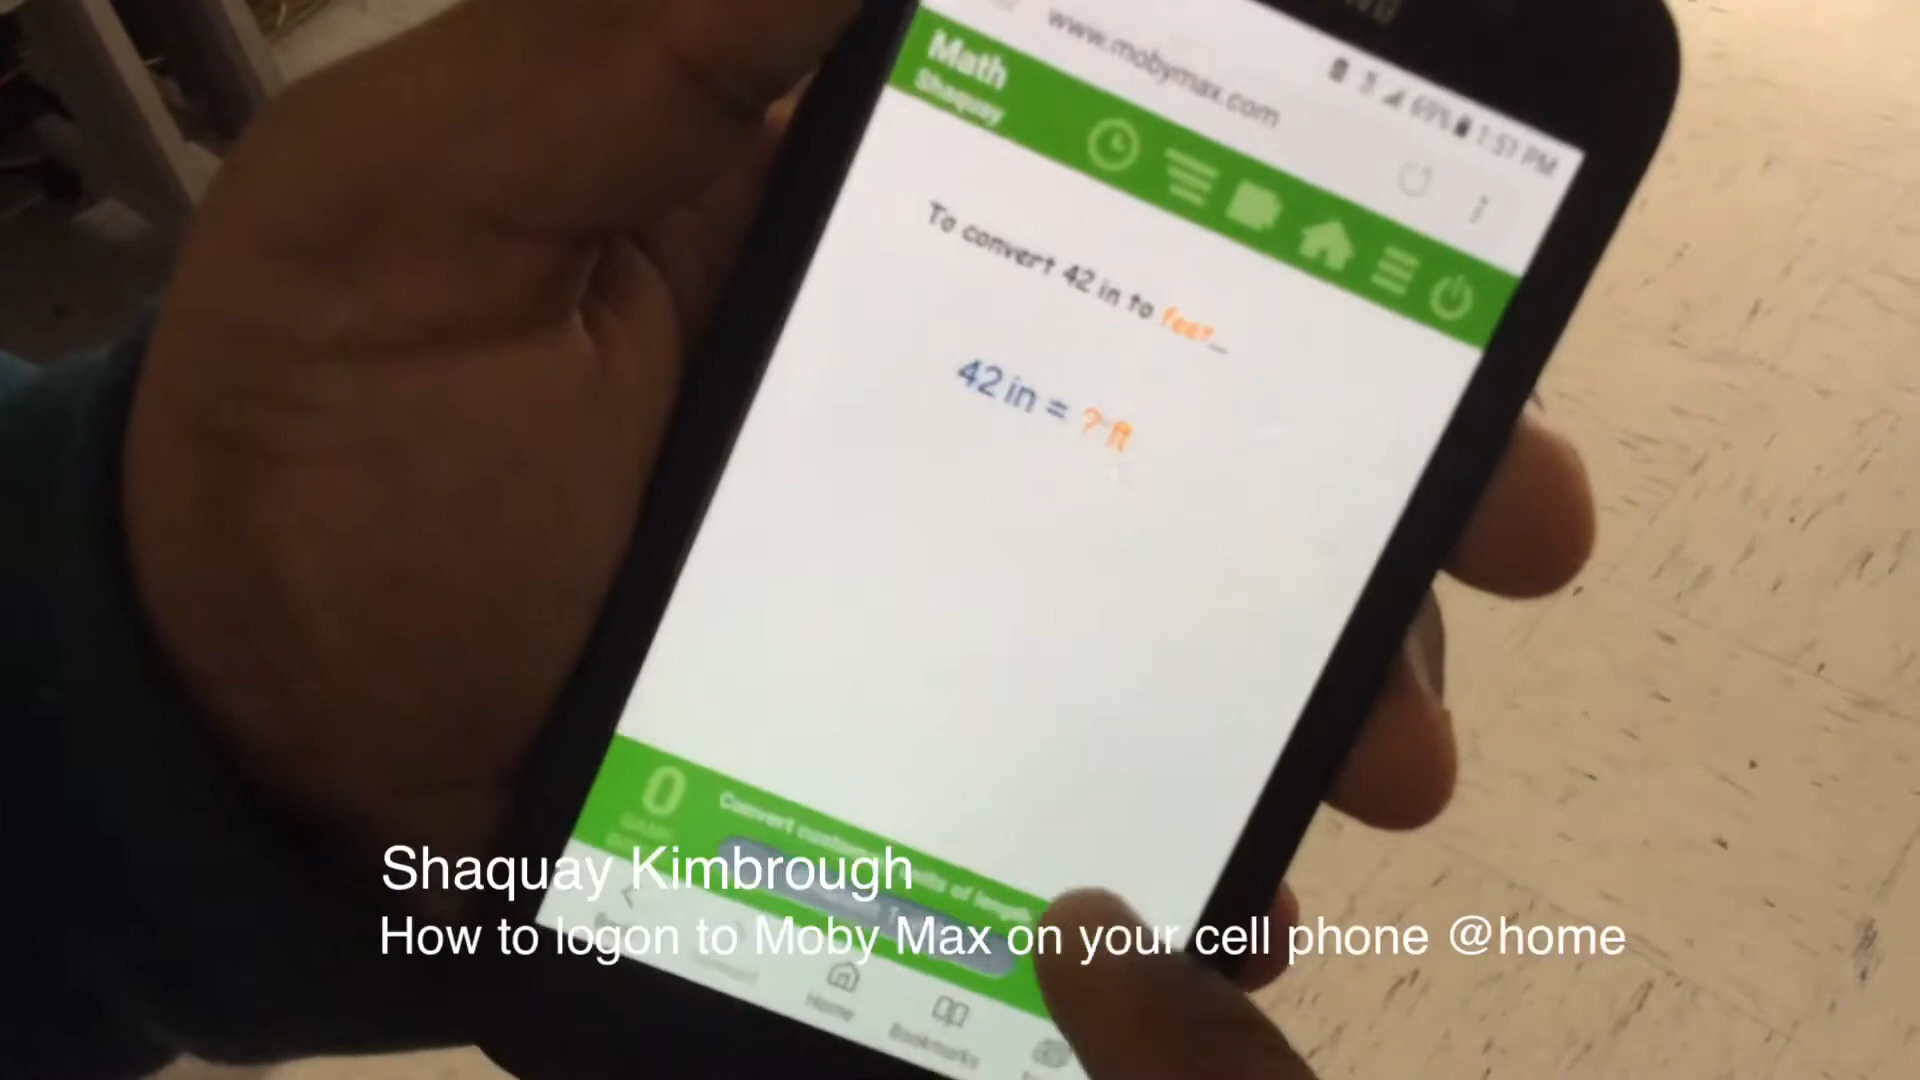 www.mobymax.com
69% 1:51 PM
Math
Shaquay
To convert 42 in to feet...
42 in = ? ft
0
Convert units of length
Shaquay Kimbrough
How to logon to Moby Max on your cell phone @home
Home
Bookmarks